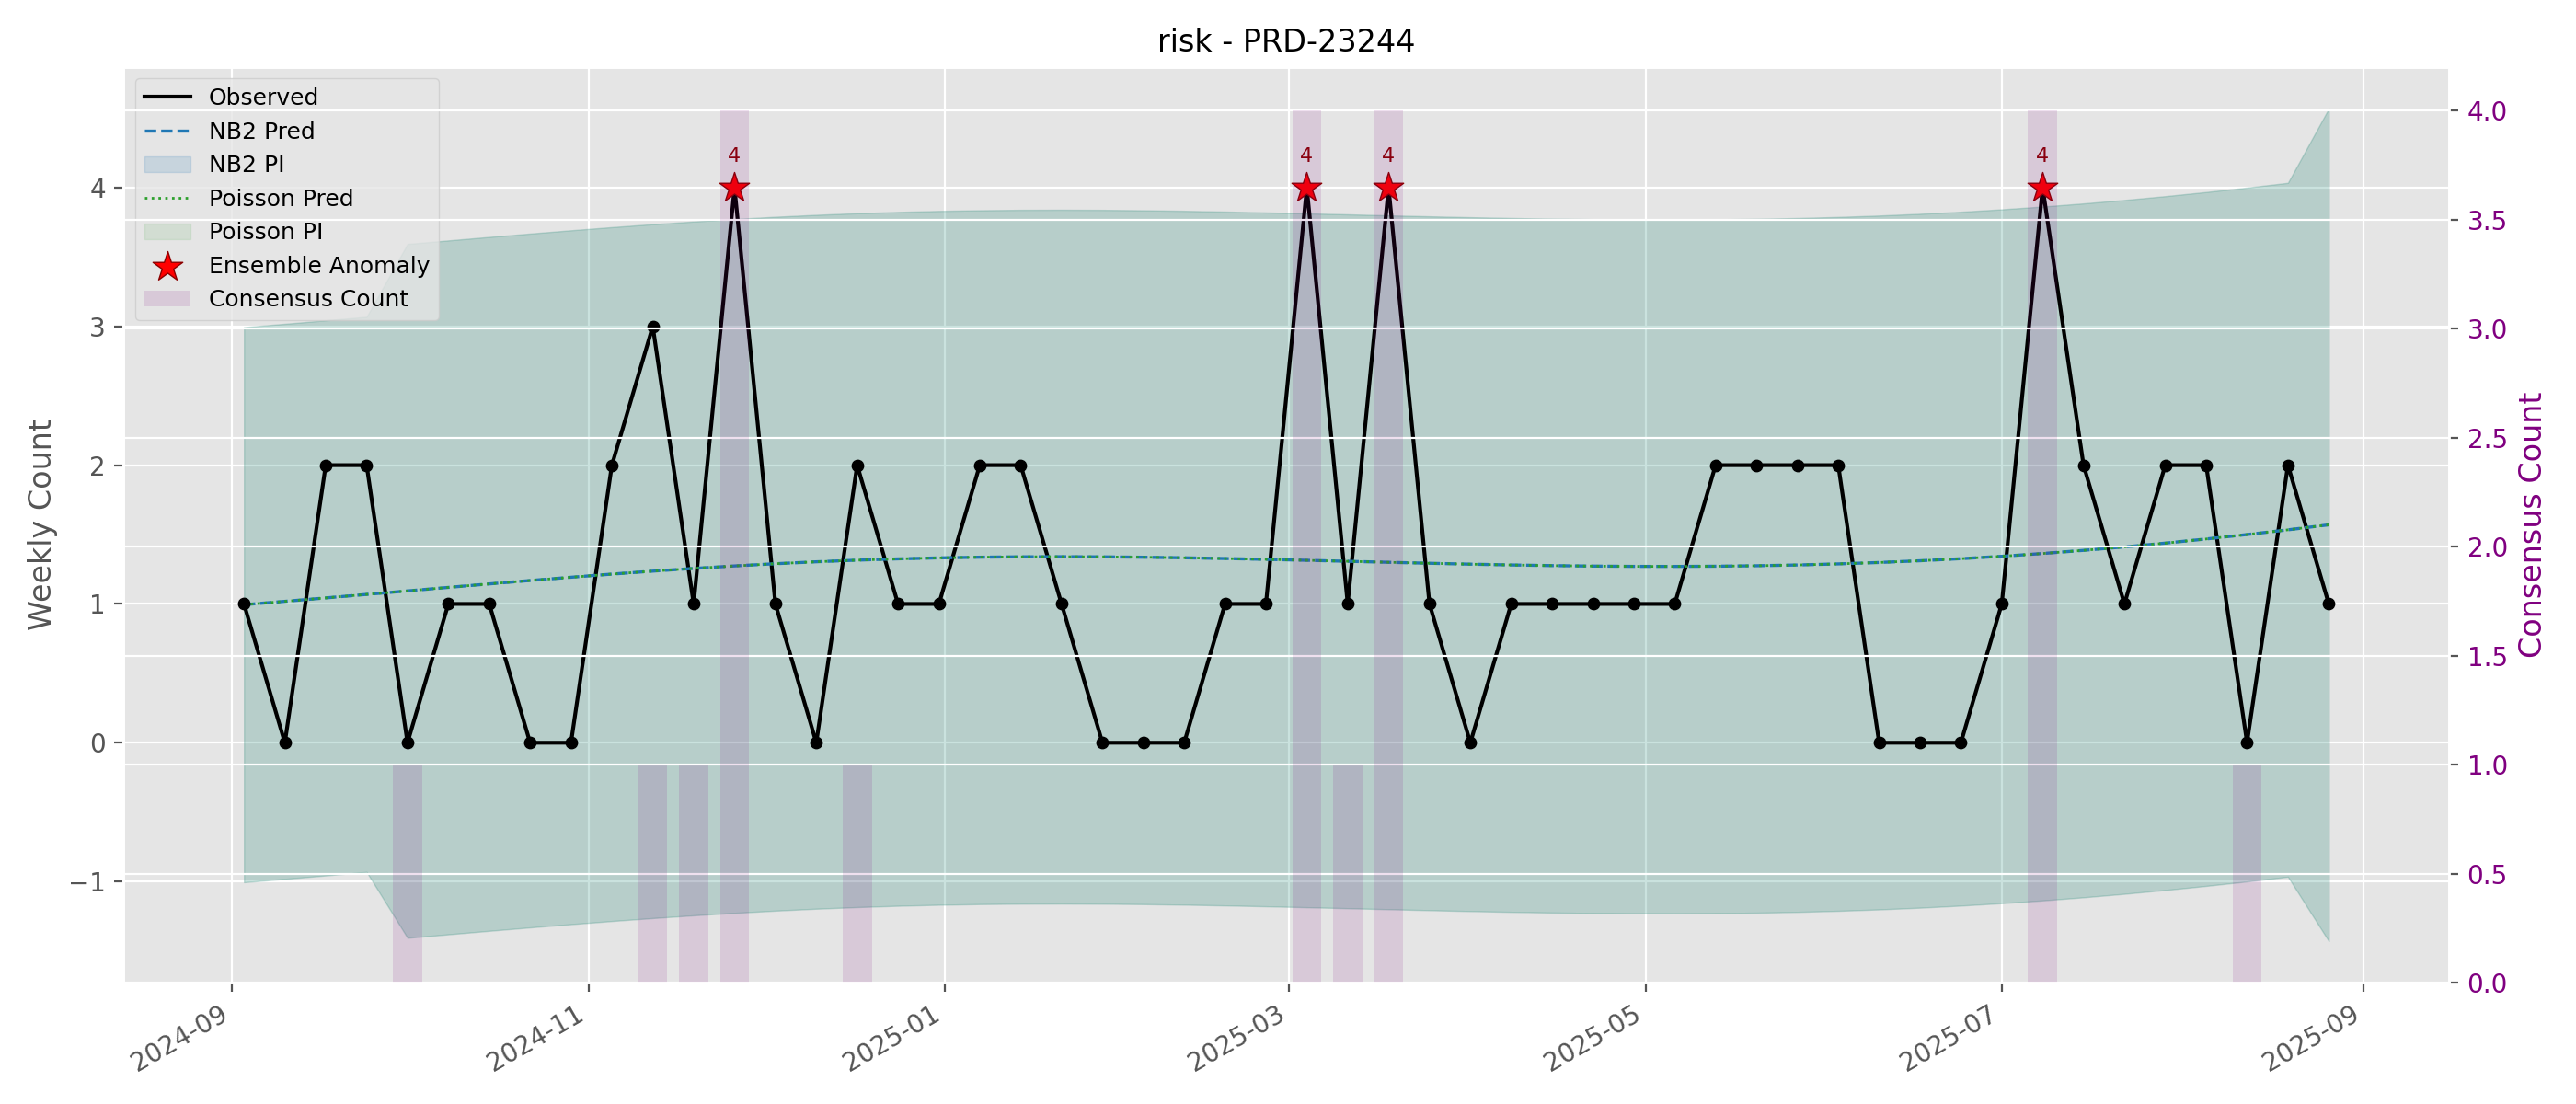 risk - PRD-23244
Observed
NB2 Pred
NB2 PI
Poisson Pred
Poisson PI
Ensemble Anomaly
Consensus Count
4 4 4 4
Weekly Count
4
3
2
1
0
−1
Consensus Count
4.0
3.5
3.0
2.5
2.0
1.5
1.0
0.5
0.0
2024-09 2024-11 2025-01 2025-03 2025-05 2025-07 2025-09